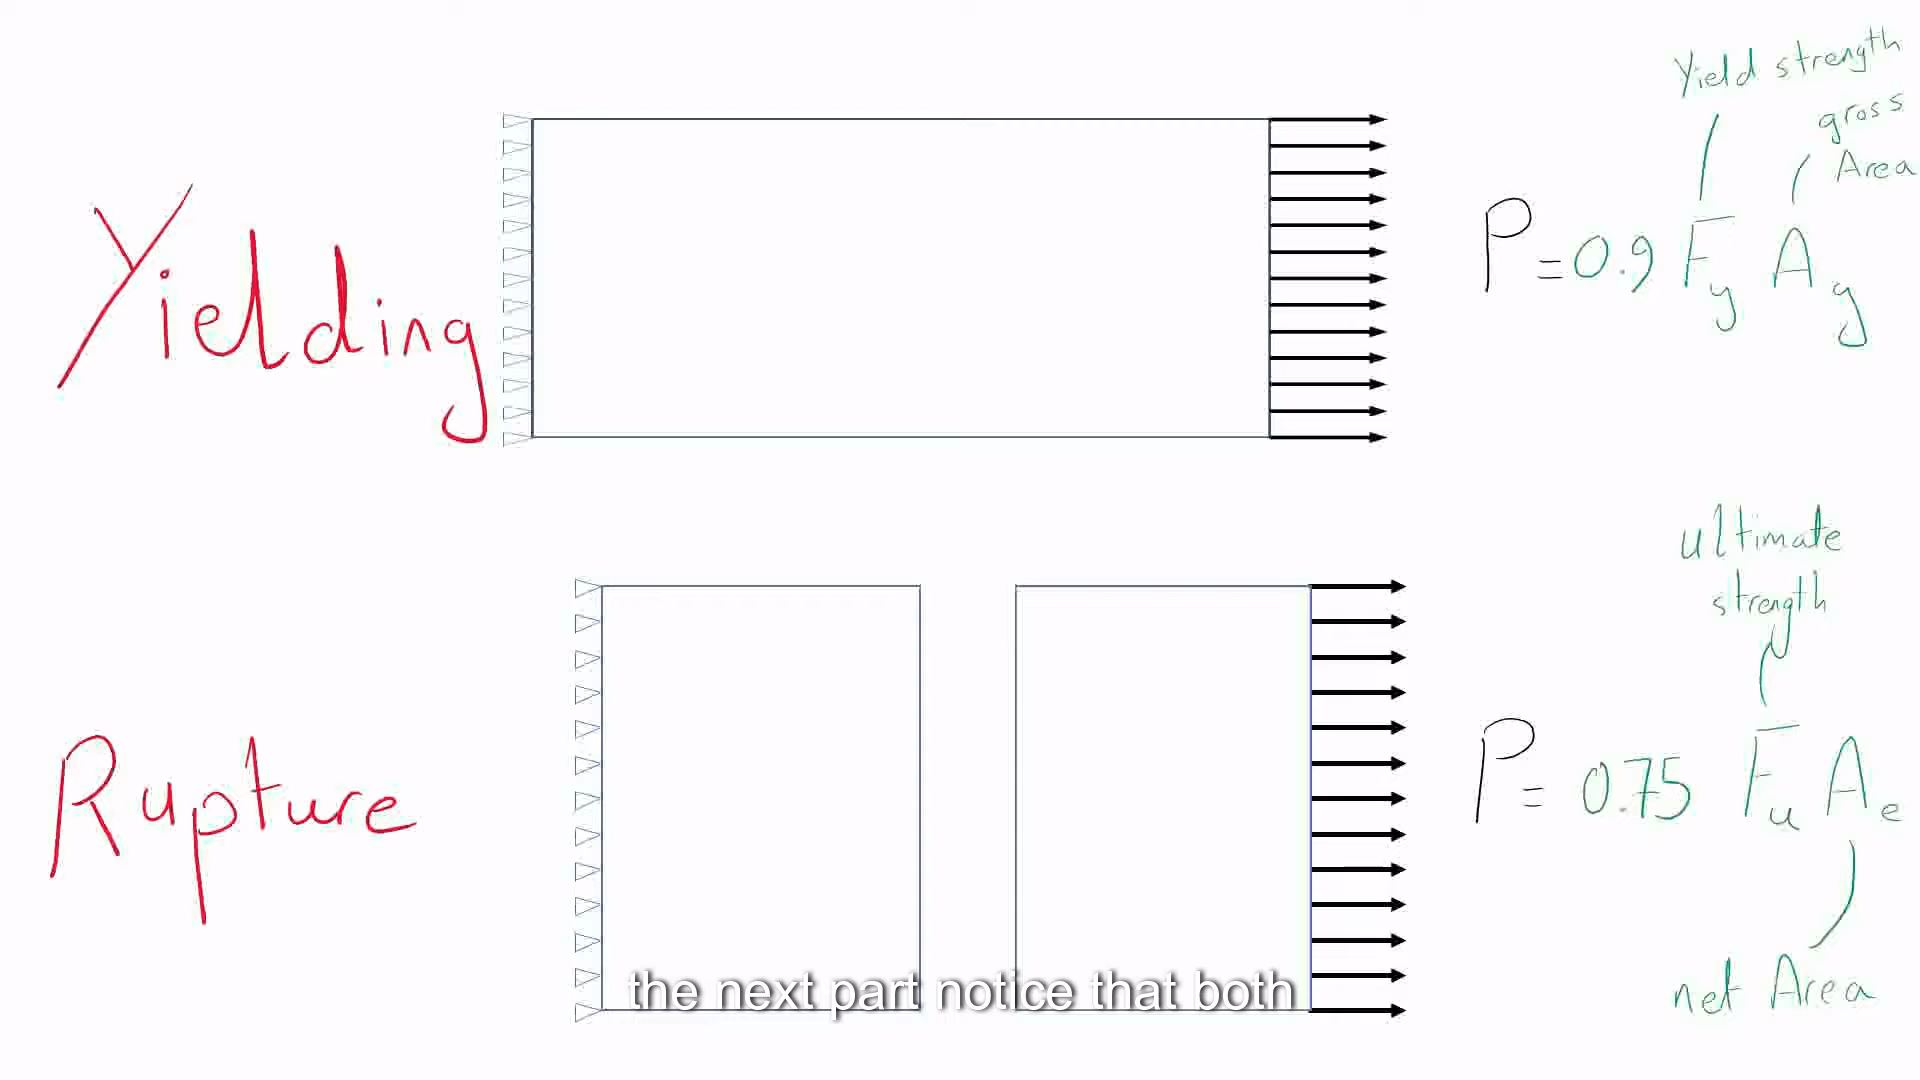 Yield strength
gross
Area
Yielding
P = 0.9 Fy Ag
ultimate
strength
Rupture
P = 0.75 Fu Ae
net Area
the next part notice that both